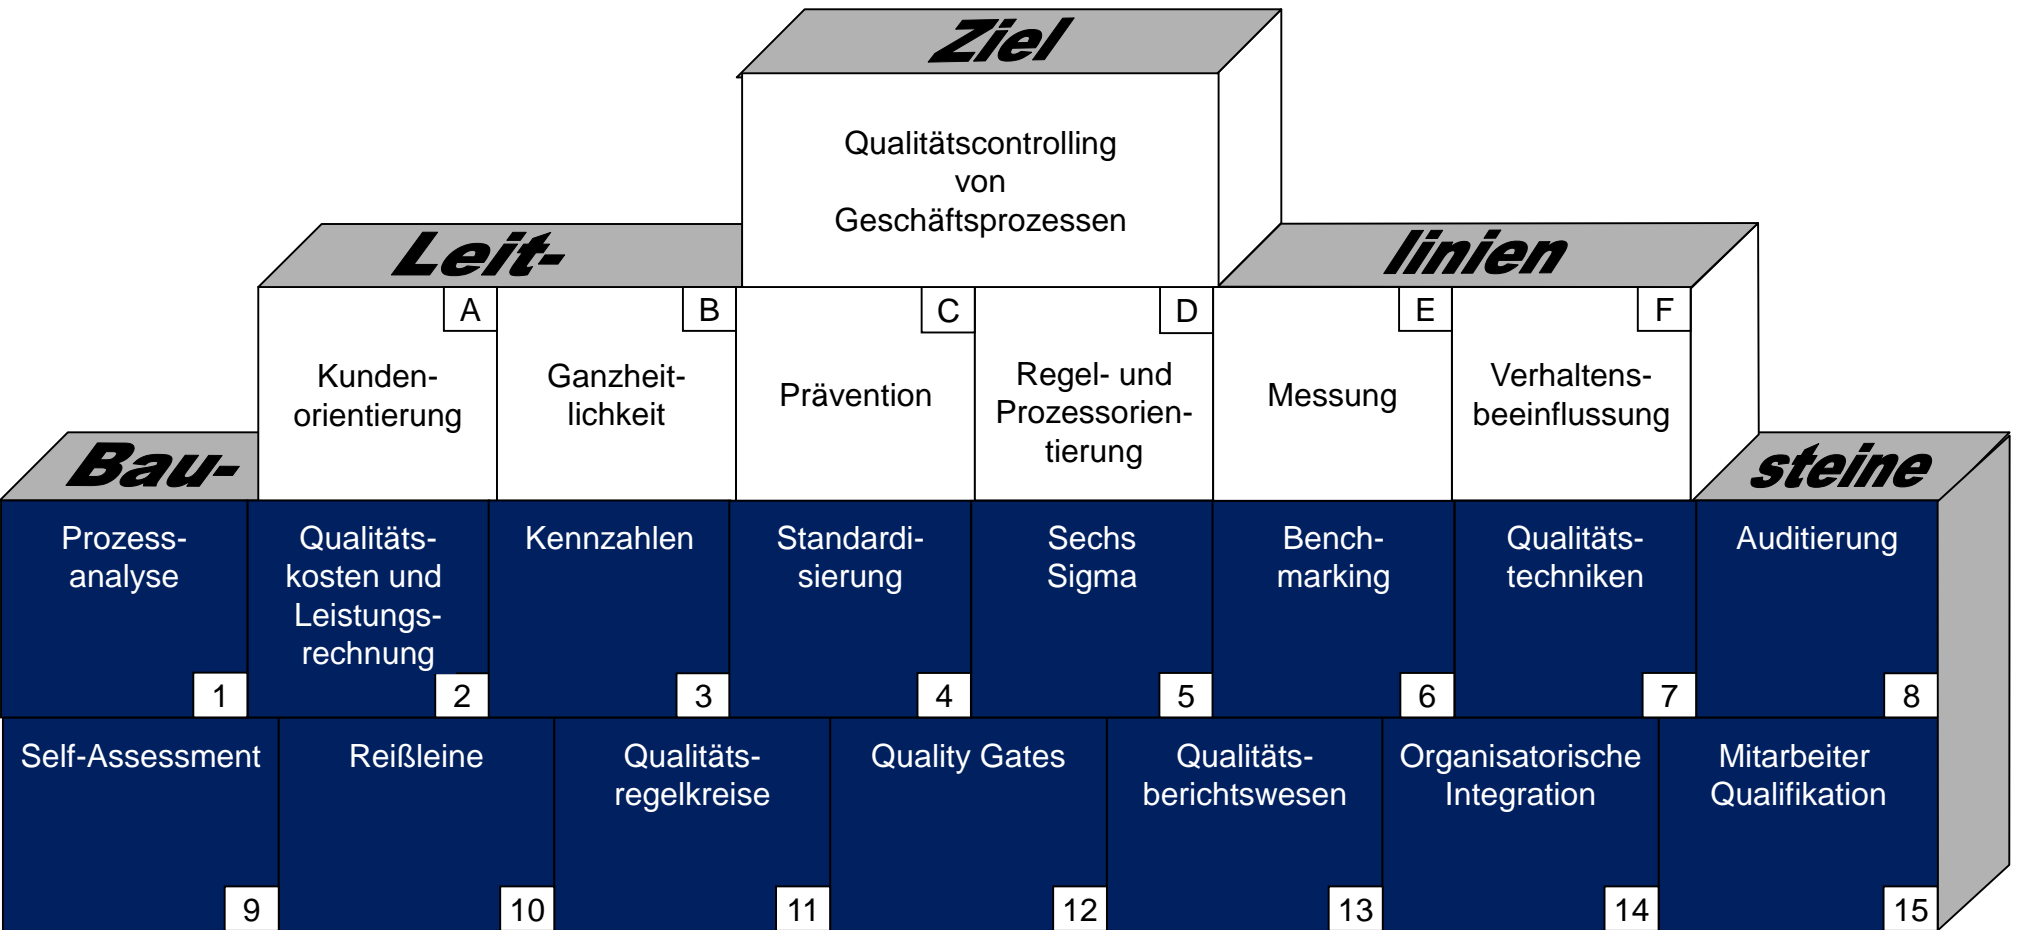 Ziel
Qualitätscontrolling
von
Geschäftsprozessen
Leit-
linien
A
Kunden-
orientierung
B
Ganzheit-
lichkeit
C
Prävention
D
Regel- und
Prozessorien-
tierung
E
Messung
F
Verhaltens-
beeinflussung
Bau-
steine
Prozess-
analyse
1
Qualitäts-
kosten und
Leistungs-
rechnung
2
Kennzahlen
3
Standardi-
sierung
4
Sechs
Sigma
5
Bench-
marking
6
Qualitäts-
techniken
7
Auditierung
8
Self-Assessment
9
Reißleine
10
Qualitäts-
regelkreise
11
Quality Gates
12
Qualitäts-
berichtswesen
13
Organisatorische
Integration
14
Mitarbeiter
Qualifikation
15